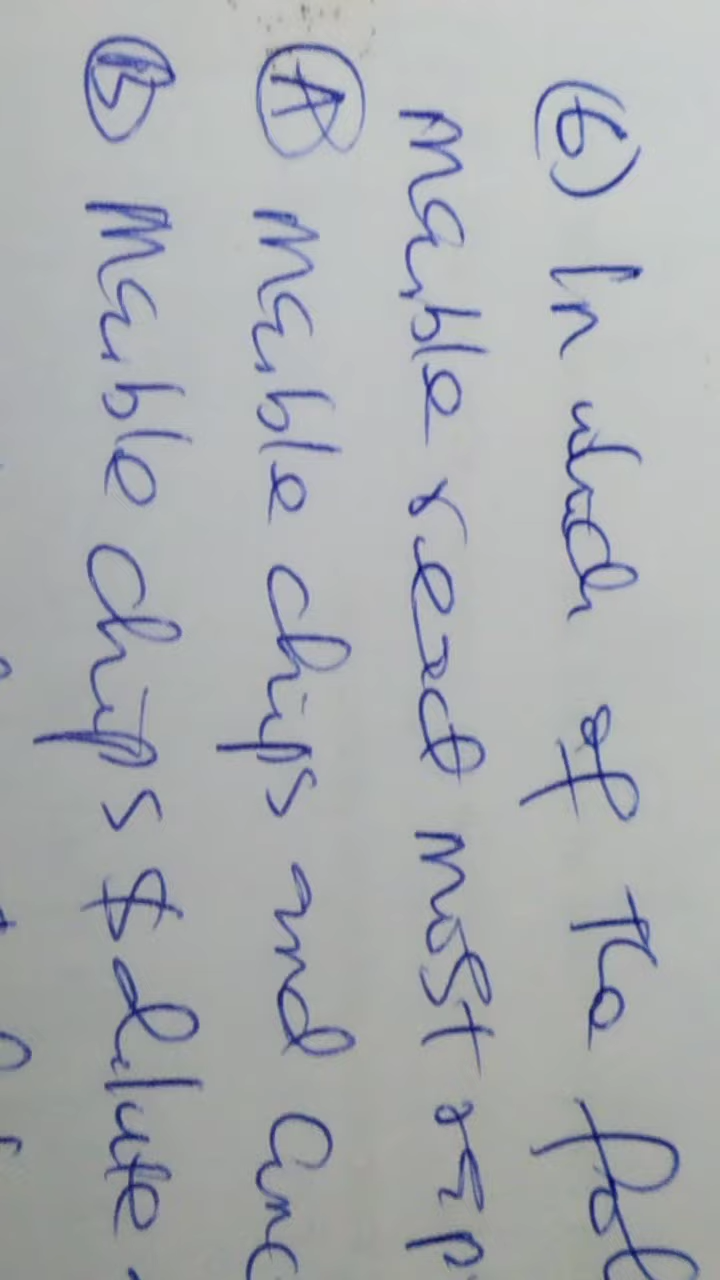 (6) In which of the fol
marble react most rap
(A) marble chips and conc
(B) Marble chips & dilute